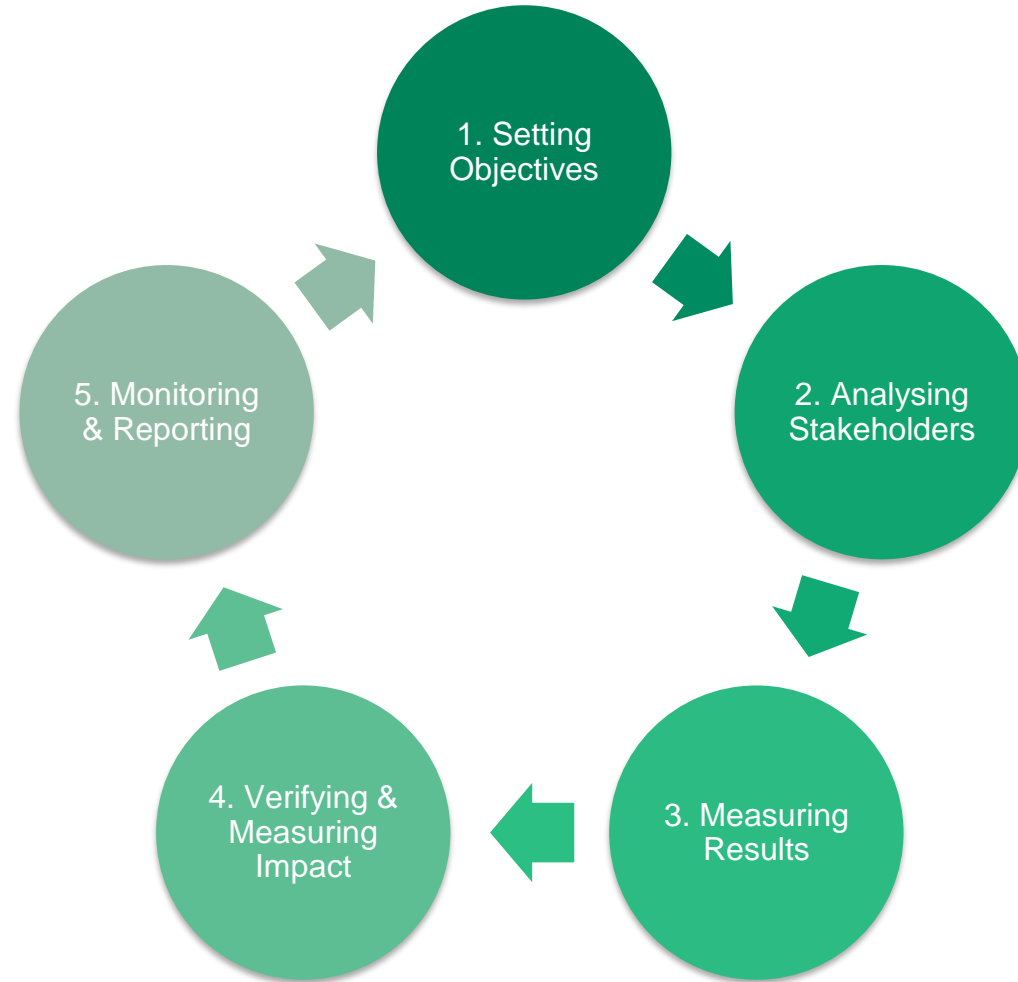 1. Setting
Objectives
2. Analysing
Stakeholders
3. Measuring
Results
4. Verifying &
Measuring
Impact
5. Monitoring
& Reporting